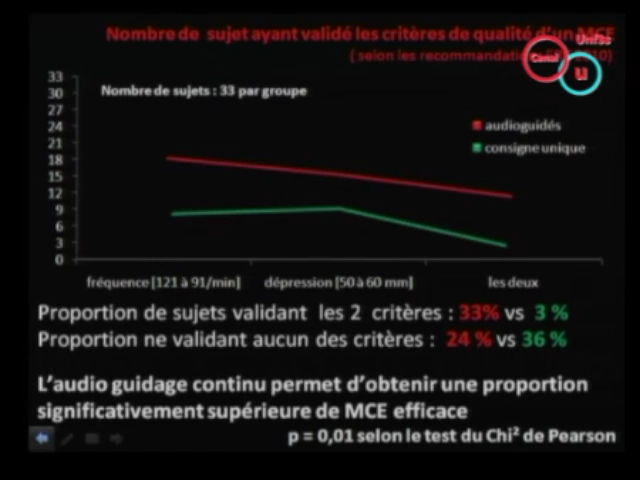 Nombre de sujet ayant validé les critères de qualité d'un MCE
( selon les recommandations 2010)
Canal
Unfss
u
33
30
27
24
21
18
15
12
9
6
3
0
Nombre de sujets : 33 par groupe
audioguidés
consigne unique
fréquence [121 à 91/min] dépression [50 à 60 mm] les deux
Proportion de sujets validant les 2 critères : 33% vs 3 %
Proportion ne validant aucun des critères : 24 % vs 36 %
L'audio guidage continu permet d'obtenir une proportion
significativement supérieure de MCE efficace
p = 0,01 selon le test du Chi² de Pearson